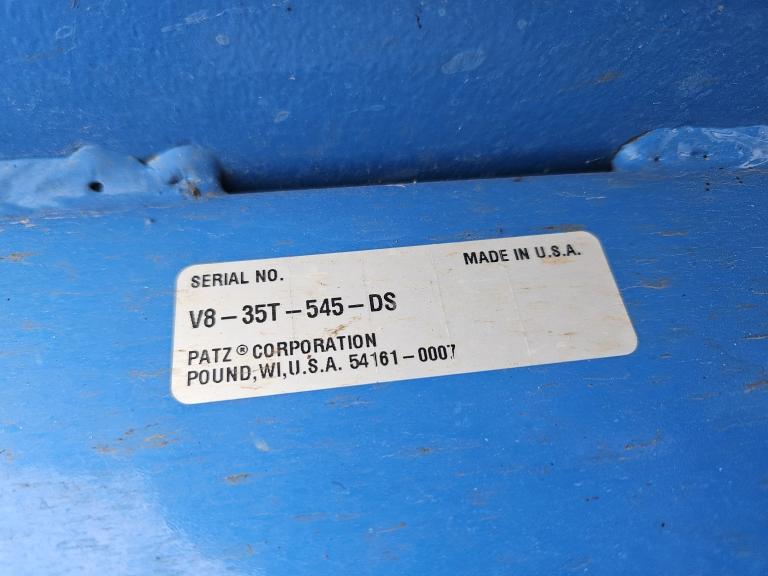 SERIAL NO. MADE IN U.S.A.
V8-35T-545-DS
PATZ® CORPORATION
POUND, WI, U.S.A. 54161-0007